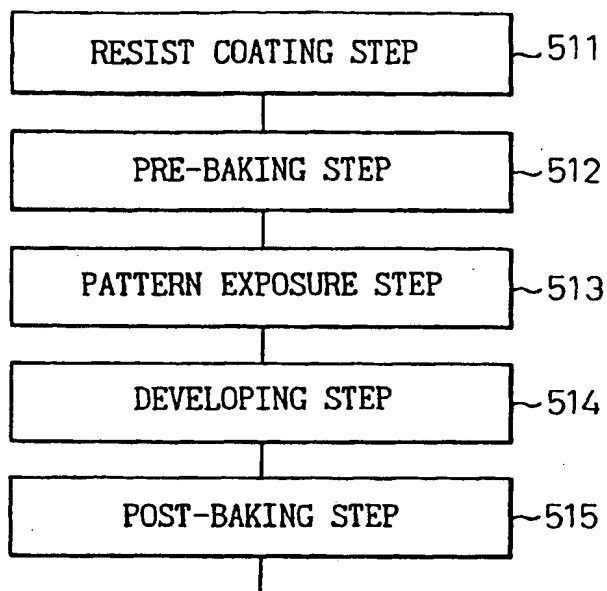 RESIST COATING STEP ~511
PRE-BAKING STEP ~512
PATTERN EXPOSURE STEP ~513
DEVELOPING STEP ~514
POST-BAKING STEP ~515